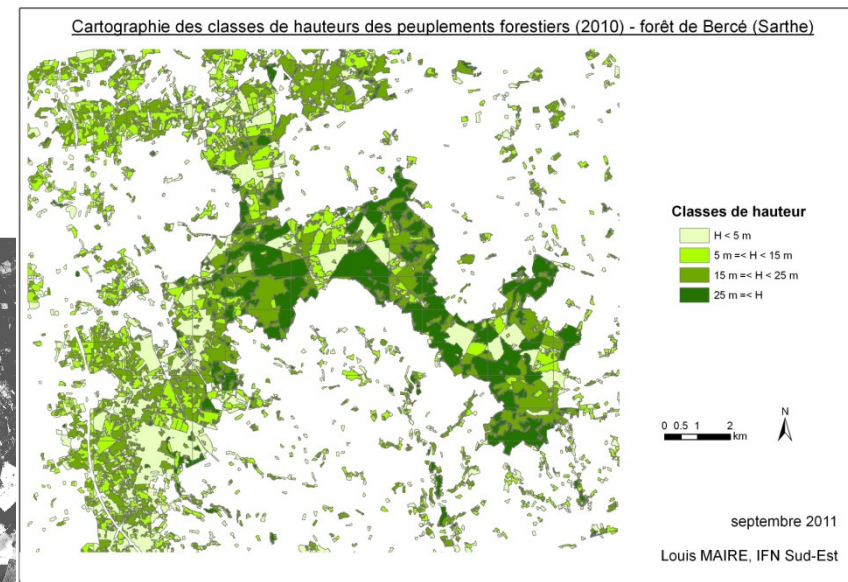 Cartographie des classes de hauteurs des peuplements forestiers (2010) - forêt de Bercé (Sarthe)
Classes de hauteur
H < 5 m
5 m =< H < 15 m
15 m =< H < 25 m
25 m =< H
N
0 0.5 1 2
km
septembre 2011
Louis MAIRE, IFN Sud-Est